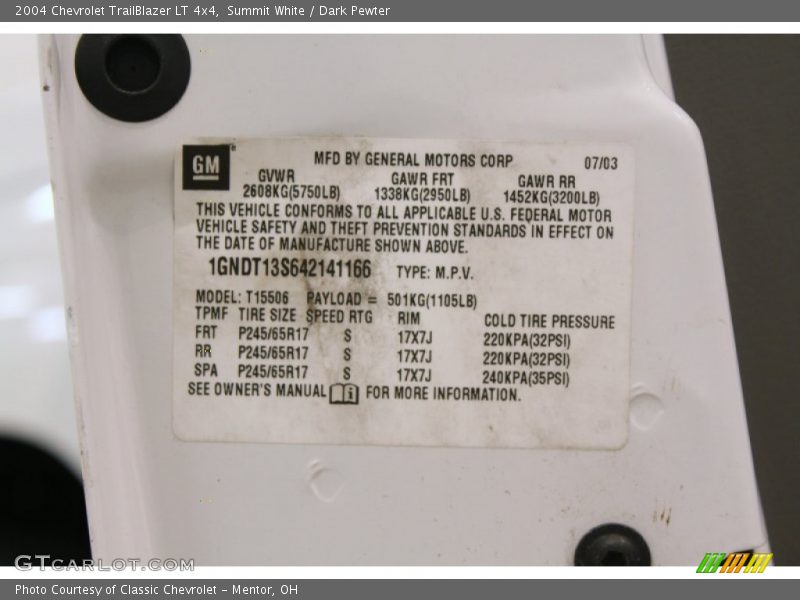 2004 Chevrolet TrailBlazer LT 4x4, Summit White / Dark Pewter
GM MFD BY GENERAL MOTORS CORP 07/03
GVWR GAWR FRT GAWR RR
2608KG(5750LB) 1338KG(2950LB) 1452KG(3200LB)
THIS VEHICLE CONFORMS TO ALL APPLICABLE U.S. FEDERAL MOTOR
VEHICLE SAFETY AND THEFT PREVENTION STANDARDS IN EFFECT ON
THE DATE OF MANUFACTURE SHOWN ABOVE.
1GNDT13S642141166 TYPE: M.P.V.
MODEL: T15506 PAYLOAD = 501KG(1105LB)
TPMF TIRE SIZE SPEED RTG RIM COLD TIRE PRESSURE
FRT P245/65R17 S 17X7J 220KPA(32PSI)
RR P245/65R17 S 17X7J 220KPA(32PSI)
SPA P245/65R17 S 17X7J 240KPA(35PSI)
SEE OWNER'S MANUAL i FOR MORE INFORMATION.
GTCARLOT.COM
Photo Courtesy of Classic Chevrolet - Mentor, OH